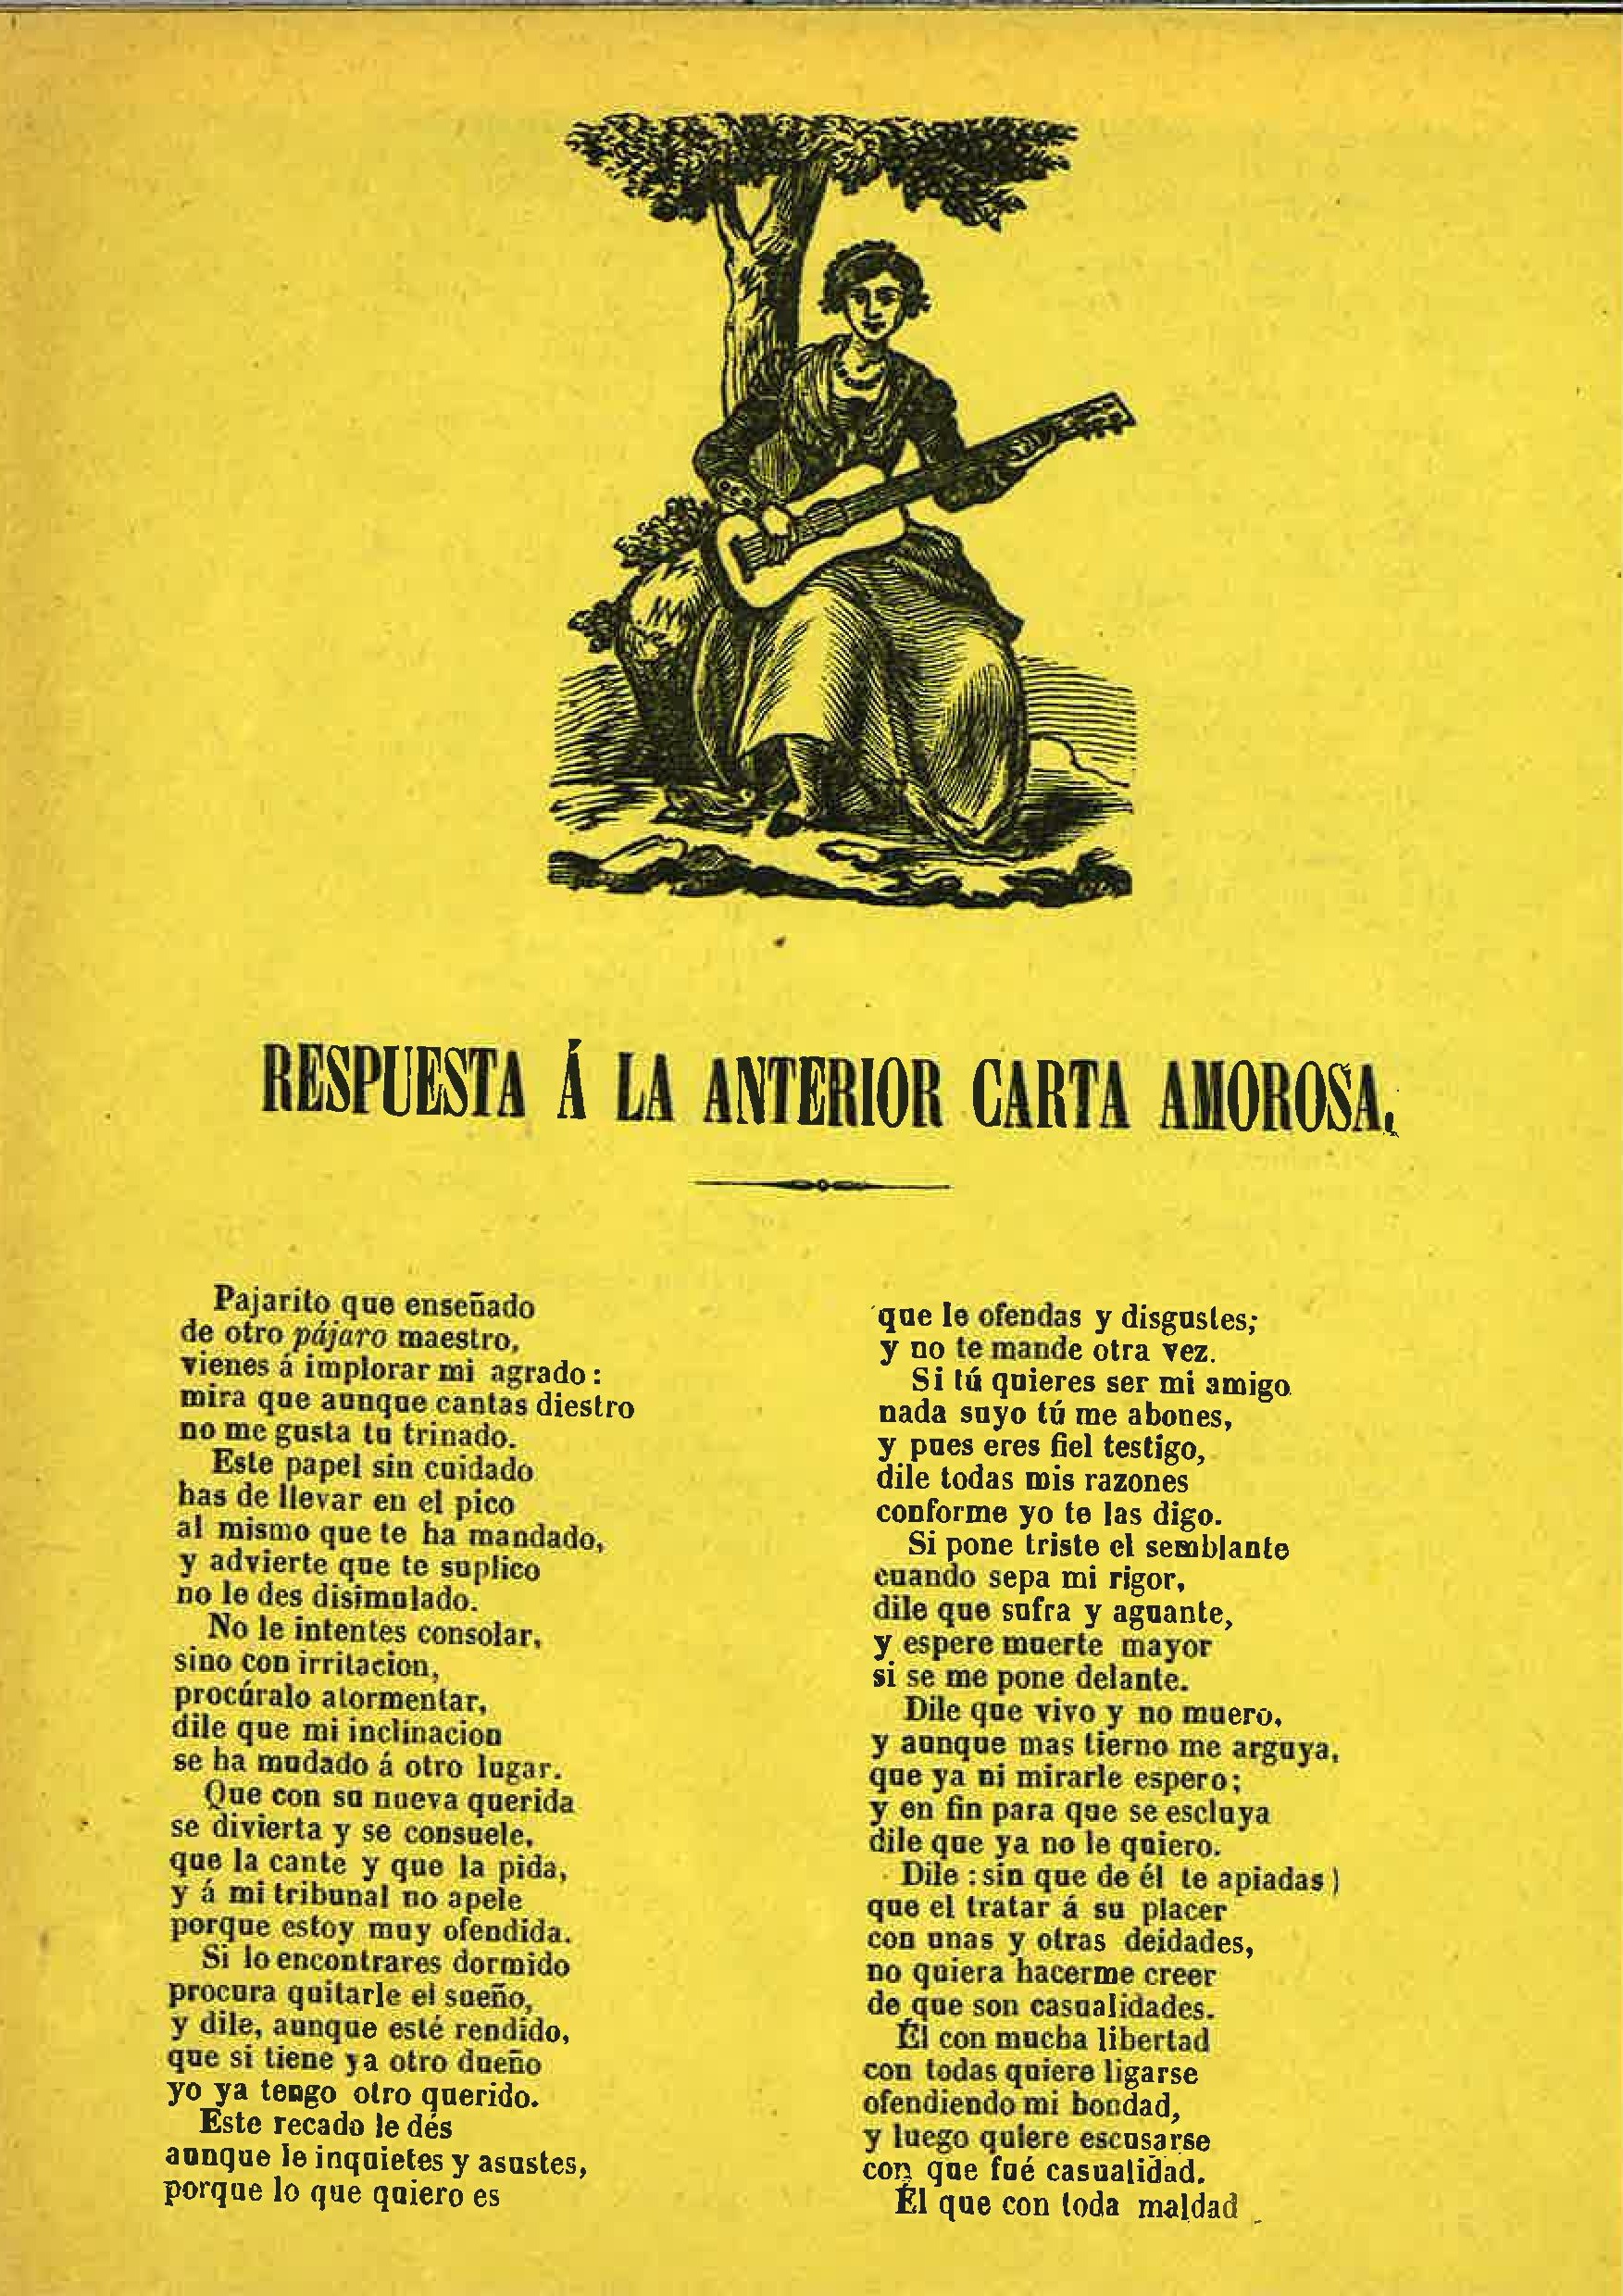 RESPUESTA Á LA ANTERIOR CARTA AMOROSA.
Pajarito que enseñado
de otro pájaro maestro,
vienes á implorar mi agrado:
mira que aunque cantas diestro
no me gusta tu trinado.
Este papel sin cuidado
has de llevar en el pico
al mismo que te ha mandado,
y advierte que te suplico
no le des disimulado.
No le intentes consolar,
sino con irritacion,
procúralo atormentar,
dile que mi inclinacion
se ha mudado á otro lugar.
Que con su nueva querida
se divierta y se consuele,
que la cante y que la pida,
y á mi tribunal no apele
porque estoy muy ofendida.
Si lo encontrares dormido
procura quitarle el sueño,
y dile, aunque esté rendido,
que si tiene ya otro dueño
yo ya tengo otro querido.
Este recado le dés
aunque le inquietes y asustes,
porque lo que quiero es
que le ofendas y disgustes;
y no te mande otra vez.
Si tú quieres ser mi amigo
nada suyo tú me abones,
y pues eres fiel testigo,
dile todas mis razones
conforme yo te las digo.
Si pone triste el semblante
cuando sepa mi rigor,
dile que sufra y aguante,
y espere muerte mayor
si se me pone delante.
Dile que vivo y no muero,
y aunque mas tierno me arguya,
que ya ni mirarle espero;
y en fin para que se escluya
dile que ya no le quiero.
Dile :sin que de él te apiadas)
que el tratar á su placer
con unas y otras deidades,
no quiera hacerme creer
de que son casualidades.
Él con mucha libertad
con todas quiere ligarse
ofendiendo mi bondad,
y luego quiere escusarse
con que fué casualidad.
Él que con toda maldad